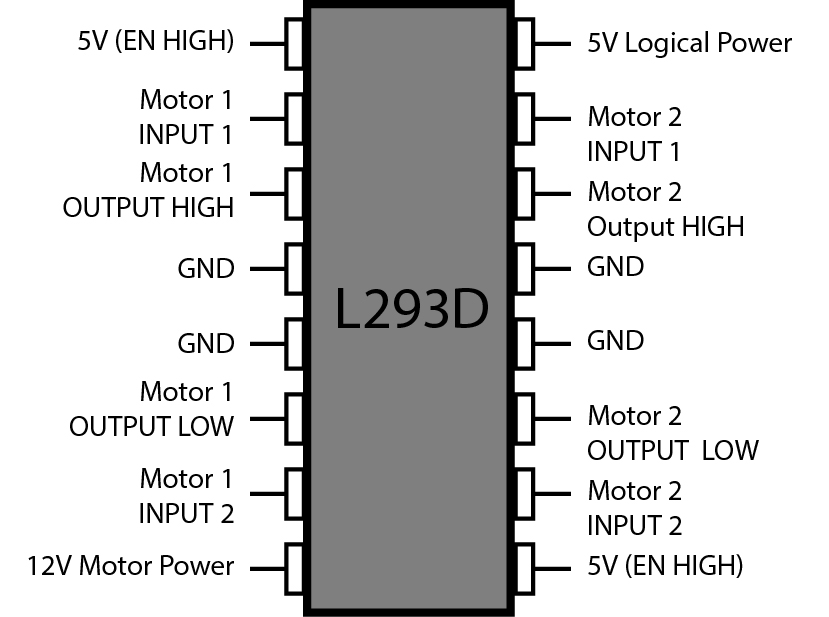 5V (EN HIGH)
Motor 1
INPUT 1
Motor 1
OUTPUT HIGH
GND
GND
Motor 1
OUTPUT LOW
Motor 1
INPUT 2
12V Motor Power
L293D
5V Logical Power
Motor 2
INPUT 1
Motor 2
Output HIGH
GND
GND
Motor 2
OUTPUT  LOW
Motor 2
INPUT 2
5V (EN HIGH)